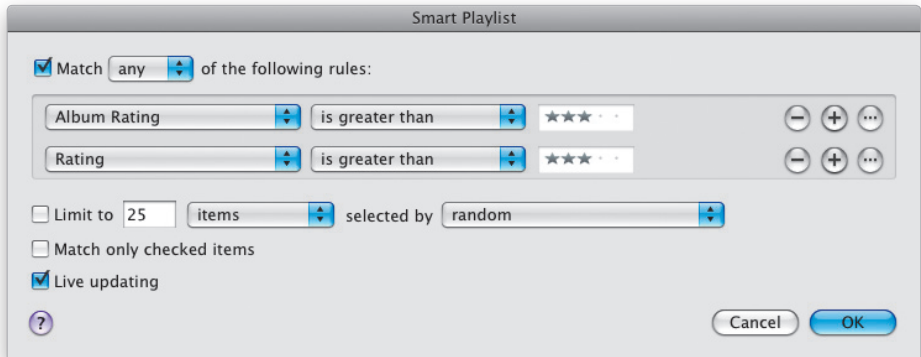 Smart Playlist
Match any of the following rules:
Album Rating is greater than ★★★··
Rating is greater than ★★★··
Limit to 25 items selected by random
Match only checked items
Live updating
? Cancel OK